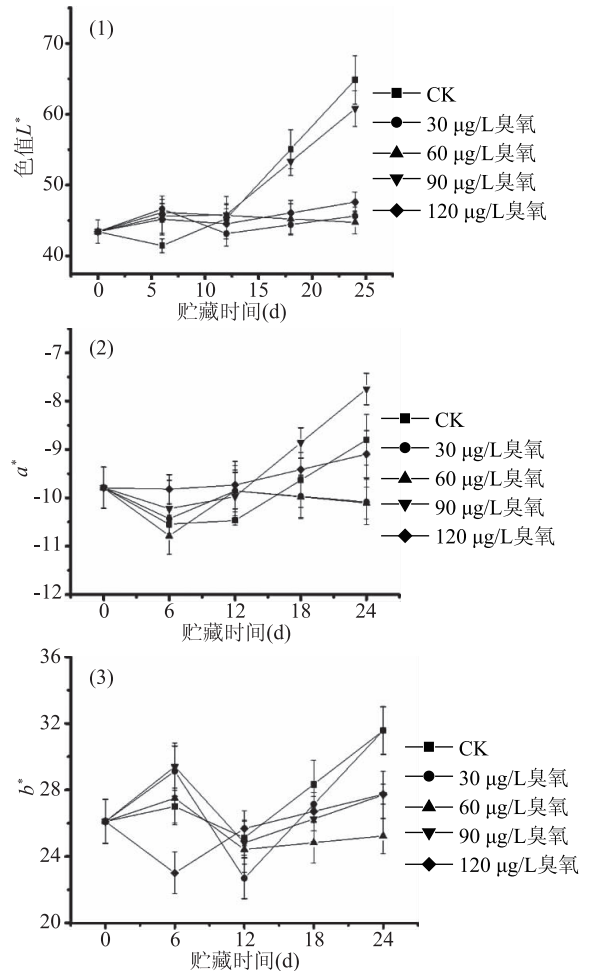 (1)
色值L*
70
60
50
40
0 5 10 15 20 25
贮藏时间(d)
CK
30 μg/L臭氧
60 μg/L臭氧
90 μg/L臭氧
120 μg/L臭氧
(2)
a*
-7
-8
-9
-10
-11
-12
0 6 12 18 24
贮藏时间(d)
CK
30 μg/L臭氧
60 μg/L臭氧
90 μg/L臭氧
120 μg/L臭氧
(3)
b*
36
32
28
24
20
0 6 12 18 24
贮藏时间(d)
CK
30 μg/L臭氧
60 μg/L臭氧
90 μg/L臭氧
120 μg/L臭氧